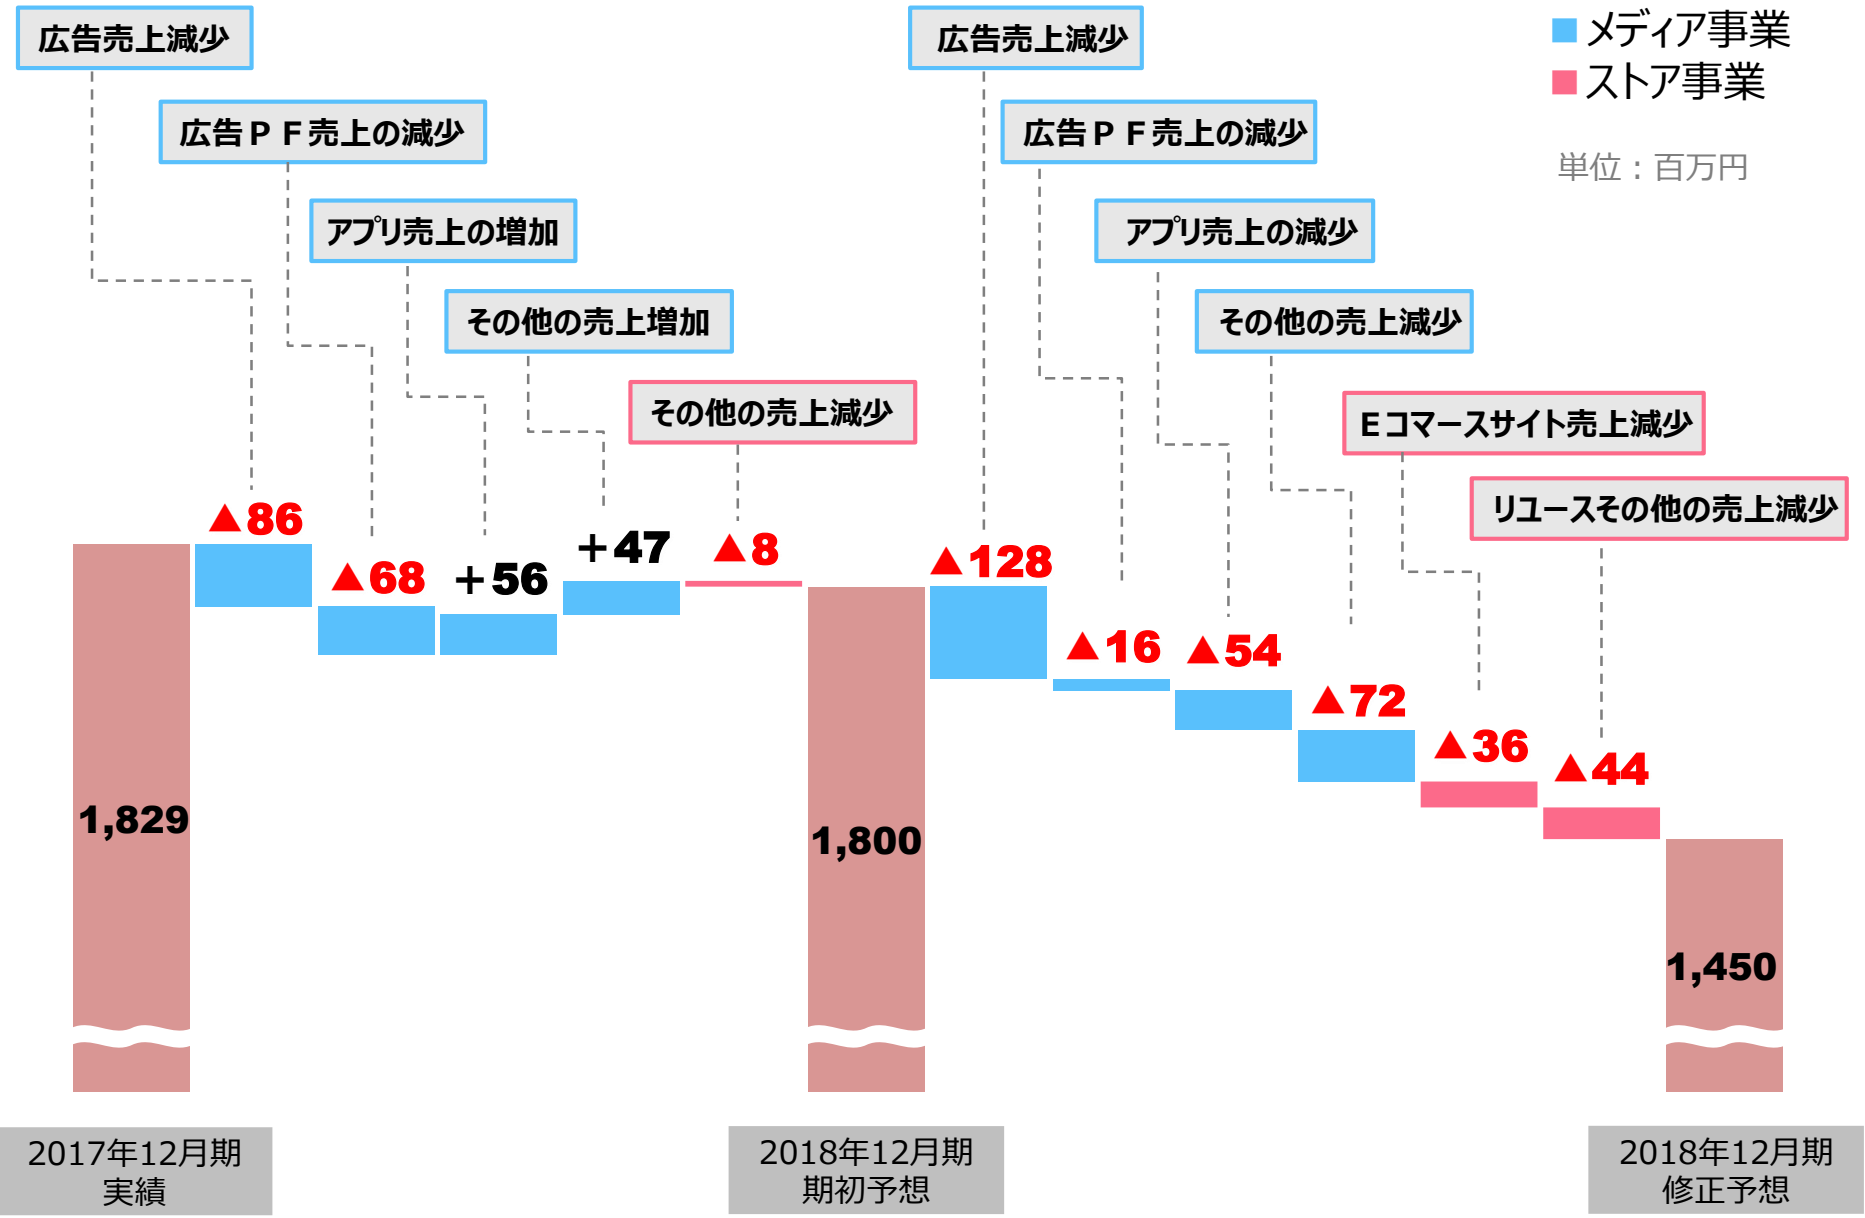 広告売上減少
広告ＰＦ売上の減少
アプリ売上の増加
その他の売上増加
その他の売上減少
広告売上減少
広告ＰＦ売上の減少
アプリ売上の減少
その他の売上減少
Ｅコマースサイト売上減少
リユースその他の売上減少
メディア事業
ストア事業
単位：百万円
1,829
▲86
▲68
＋56
＋47
▲8
1,800
▲128
▲16
▲54
▲72
▲36
▲44
1,450
2017年12月期
実績
2018年12月期
期初予想
2018年12月期
修正予想